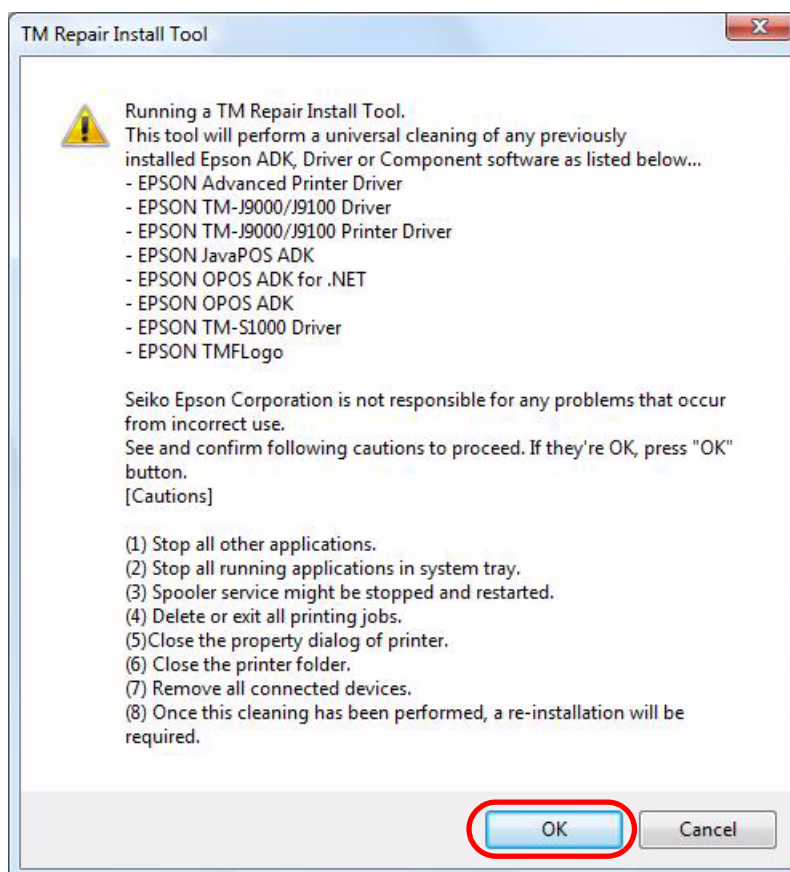 TM Repair Install Tool
Running a TM Repair Install Tool.
This tool will perform a universal cleaning of any previously
installed Epson ADK, Driver or Component software as listed below...
- EPSON Advanced Printer Driver
- EPSON TM-J9000/J9100 Driver
- EPSON TM-J9000/J9100 Printer Driver
- EPSON JavaPOS ADK
- EPSON OPOS ADK for .NET
- EPSON OPOS ADK
- EPSON TM-S1000 Driver
- EPSON TMFLogo
Seiko Epson Corporation is not responsible for any problems that occur
from incorrect use.
See and confirm following cautions to proceed. If they're OK, press "OK"
button.
[Cautions]
(1) Stop all other applications.
(2) Stop all running applications in system tray.
(3) Spooler service might be stopped and restarted.
(4) Delete or exit all printing jobs.
(5)Close the property dialog of printer.
(6) Close the printer folder.
(7) Remove all connected devices.
(8) Once this cleaning has been performed, a re-installation will be
required.
OK Cancel